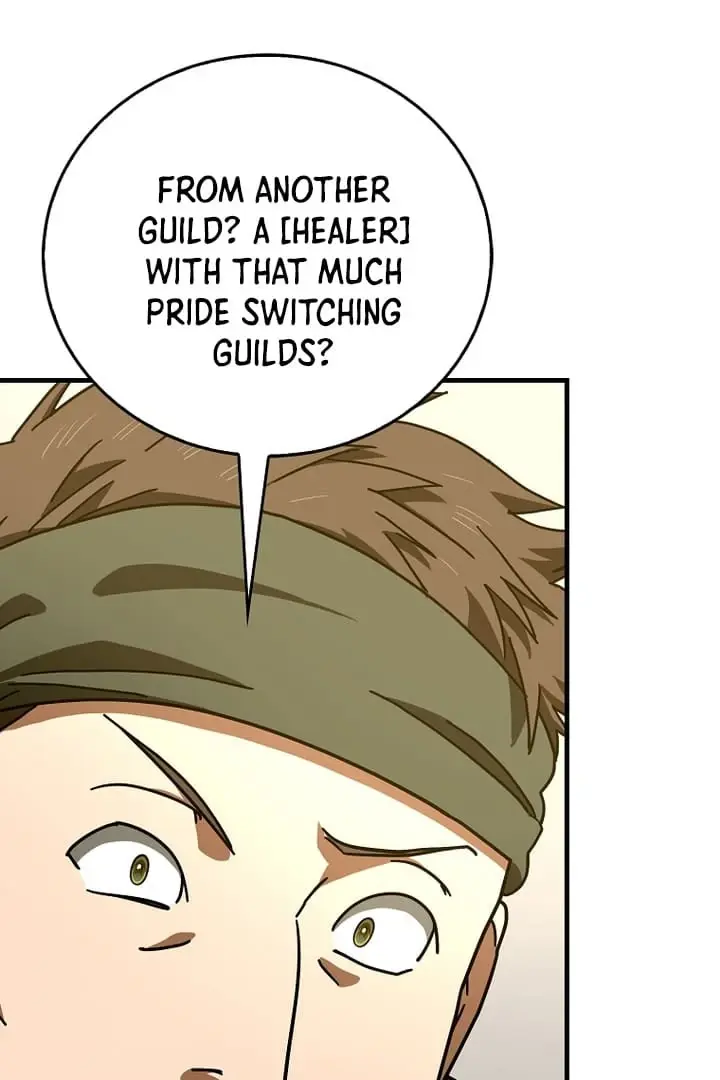 FROM ANOTHER
GUILD? A [HEALER]
WITH THAT MUCH
PRIDE SWITCHING
GUILDS?